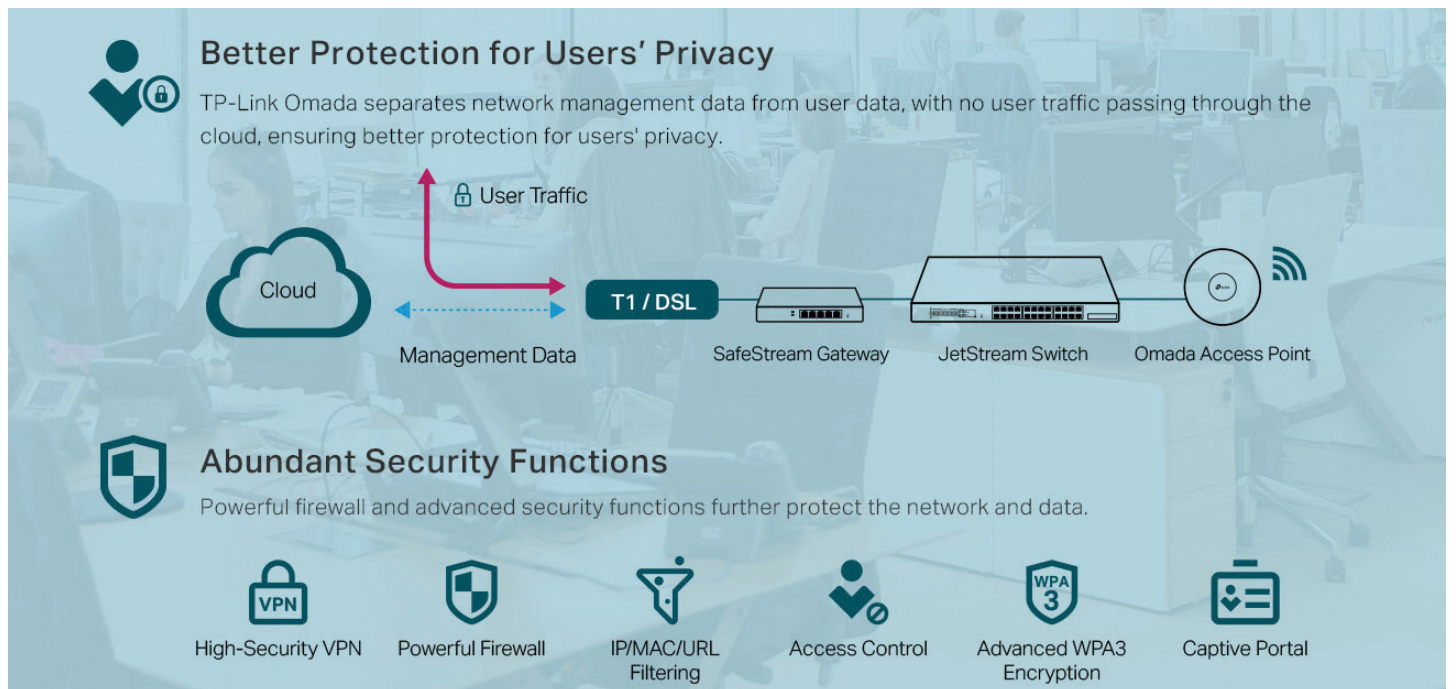 Better Protection for Users' Privacy
TP-Link Omada separates network management data from user data, with no user traffic passing through the
cloud, ensuring better protection for users' privacy.
User Traffic
Cloud
T1 / DSL
Management Data
SafeStream Gateway
JetStream Switch
Omada Access Point
Abundant Security Functions
Powerful firewall and advanced security functions further protect the network and data.
VPN
WPA
3
High-Security VPN
Powerful Firewall
IP/MAC/URL
Filtering
Access Control
Advanced WPA3
Encryption
Captive Portal